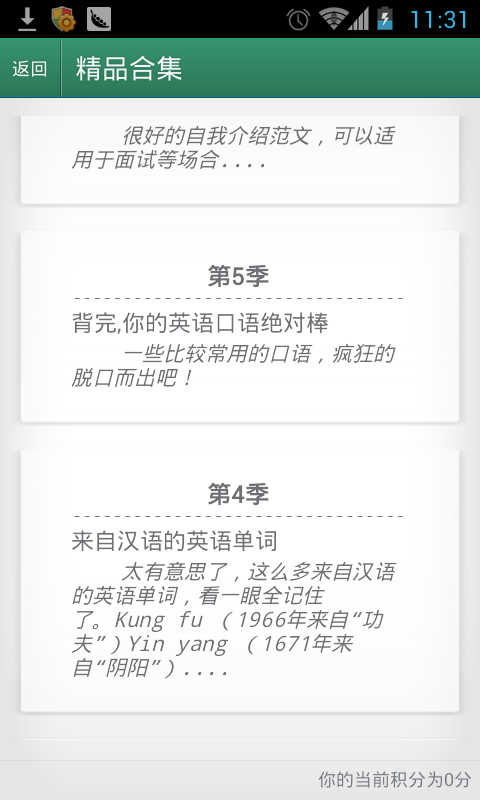 11:31
返回 精品合集
很好的自我介绍范文，可以适
用于面试等场合....
第5季
背完,你的英语口语绝对棒
一些比较常用的口语，疯狂的
脱口而出吧！
第4季
来自汉语的英语单词
太有意思了，这么多来自汉语
的英语单词，看一眼全记住
了。Kung fu （1966年来自“功
夫”）Yin yang （1671年来
自“阴阳”）....
你的当前积分为0分